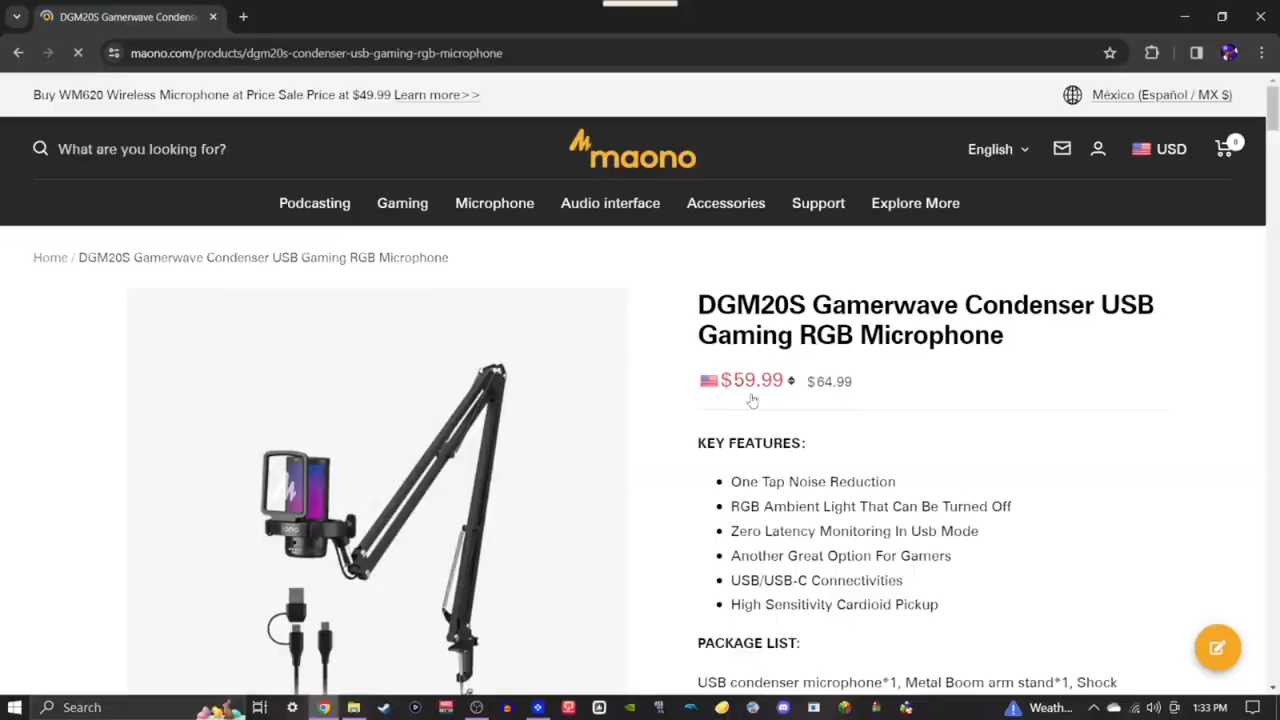 DGM20S Gamerwave Condens
maono.com/products/dgm20s-condenser-usb-gaming-rgb-microphone
Buy WM620 Wireless Microphone at Price Sale Price at $49.99 Learn more>>
México (Español / MX $)
What are you looking for?
maono
English
USD
0
Podcasting
Gaming
Microphone
Audio interface
Accessories
Support
Explore More
Home / DGM20S Gamerwave Condenser USB Gaming RGB Microphone
DGM20S Gamerwave Condenser USB
Gaming RGB Microphone
$59.99 $64.99
KEY FEATURES:
One Tap Noise Reduction
RGB Ambient Light That Can Be Turned Off
Zero Latency Monitoring In Usb Mode
Another Great Option For Gamers
USB/USB-C Connectivities
High Sensitivity Cardioid Pickup
PACKAGE LIST:
USB condenser microphone*1, Metal Boom arm stand*1, Shock
Search
Weath...
1:33 PM